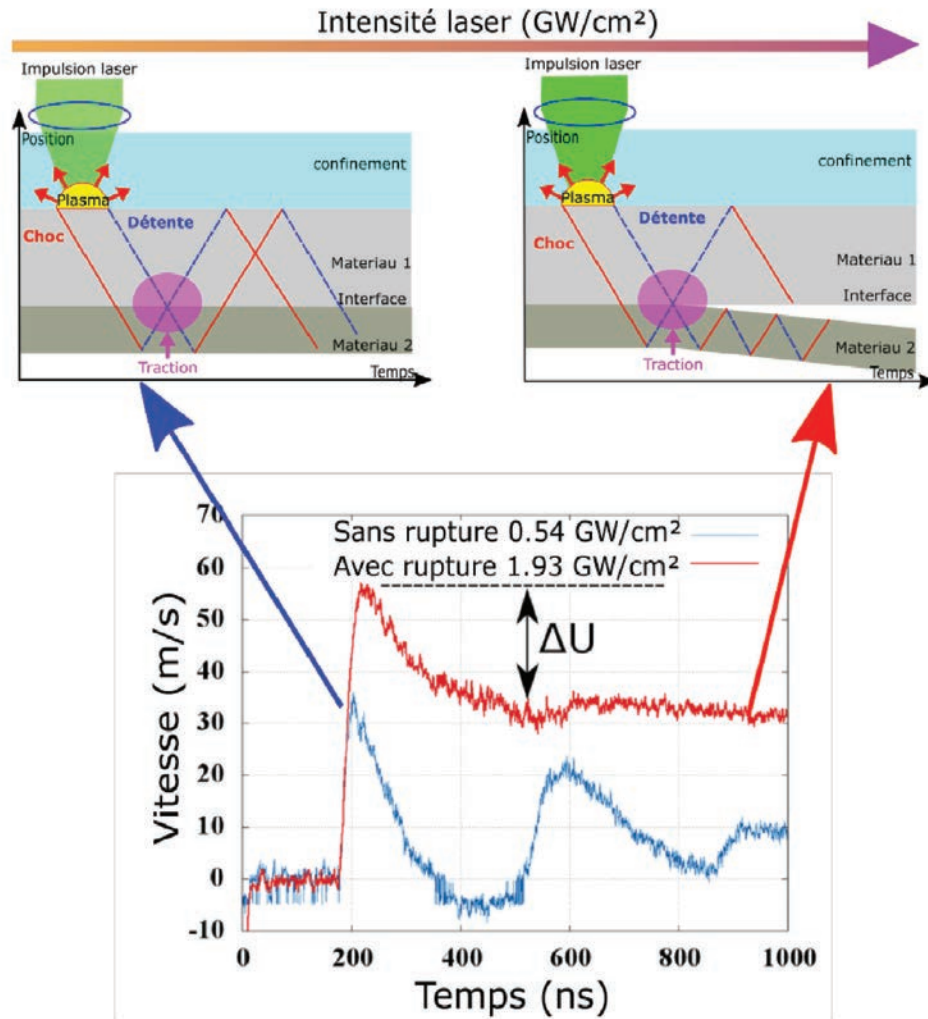 Intensité laser (GW/cm²)
Impulsion laser
Position
confinement
Plasma
Détente
Choc
Materiau 1
Interface
Materiau 2
Traction
Temps
Impulsion laser
Position
confinement
Plasma
Détente
Choc
Materiau 1
Interface
Materiau 2
Traction
Temps
70
60
50
40
30
20
10
0
-10
Vitesse (m/s)
Sans rupture 0.54 GW/cm²
Avec rupture 1.93 GW/cm²
ΔU
0 200 400 600 800 1000
Temps (ns)